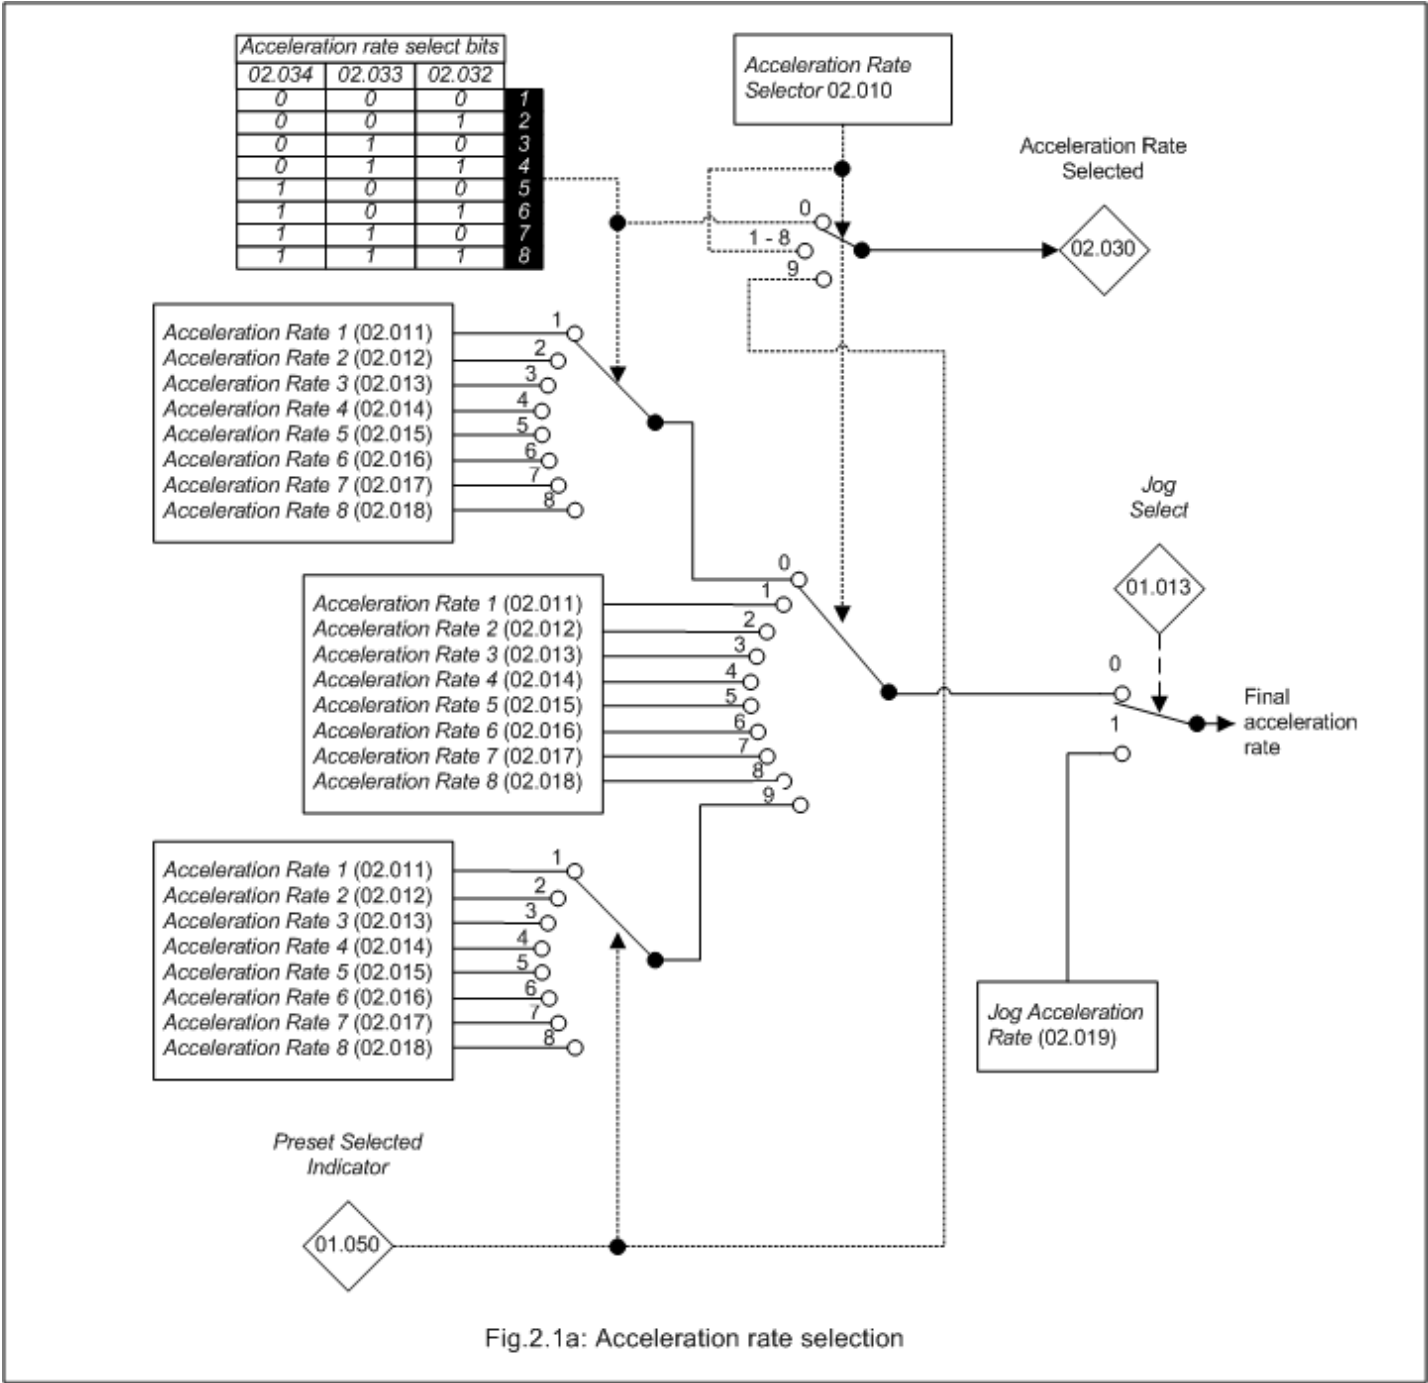 Acceleration rate select bits
02.034 02.033 02.032
0 0 0 1
0 0 1 2
0 1 0 3
0 1 1 4
1 0 0 5
1 0 1 6
1 1 0 7
1 1 1 8
Acceleration Rate
Selector 02.010
Acceleration Rate
Selected
02.030
0
1 - 8
9
Acceleration Rate 1 (02.011)
Acceleration Rate 2 (02.012)
Acceleration Rate 3 (02.013)
Acceleration Rate 4 (02.014)
Acceleration Rate 5 (02.015)
Acceleration Rate 6 (02.016)
Acceleration Rate 7 (02.017)
Acceleration Rate 8 (02.018)
1
2
3
4
5
6
7
8
Acceleration Rate 1 (02.011)
Acceleration Rate 2 (02.012)
Acceleration Rate 3 (02.013)
Acceleration Rate 4 (02.014)
Acceleration Rate 5 (02.015)
Acceleration Rate 6 (02.016)
Acceleration Rate 7 (02.017)
Acceleration Rate 8 (02.018)
0
1
2
3
4
5
6
7
8
9
Jog
Select
01.013
0
1
Final
acceleration
rate
Acceleration Rate 1 (02.011)
Acceleration Rate 2 (02.012)
Acceleration Rate 3 (02.013)
Acceleration Rate 4 (02.014)
Acceleration Rate 5 (02.015)
Acceleration Rate 6 (02.016)
Acceleration Rate 7 (02.017)
Acceleration Rate 8 (02.018)
1
2
3
4
5
6
7
8
Jog Acceleration
Rate (02.019)
Preset Selected
Indicator
01.050
Fig.2.1a: Acceleration rate selection